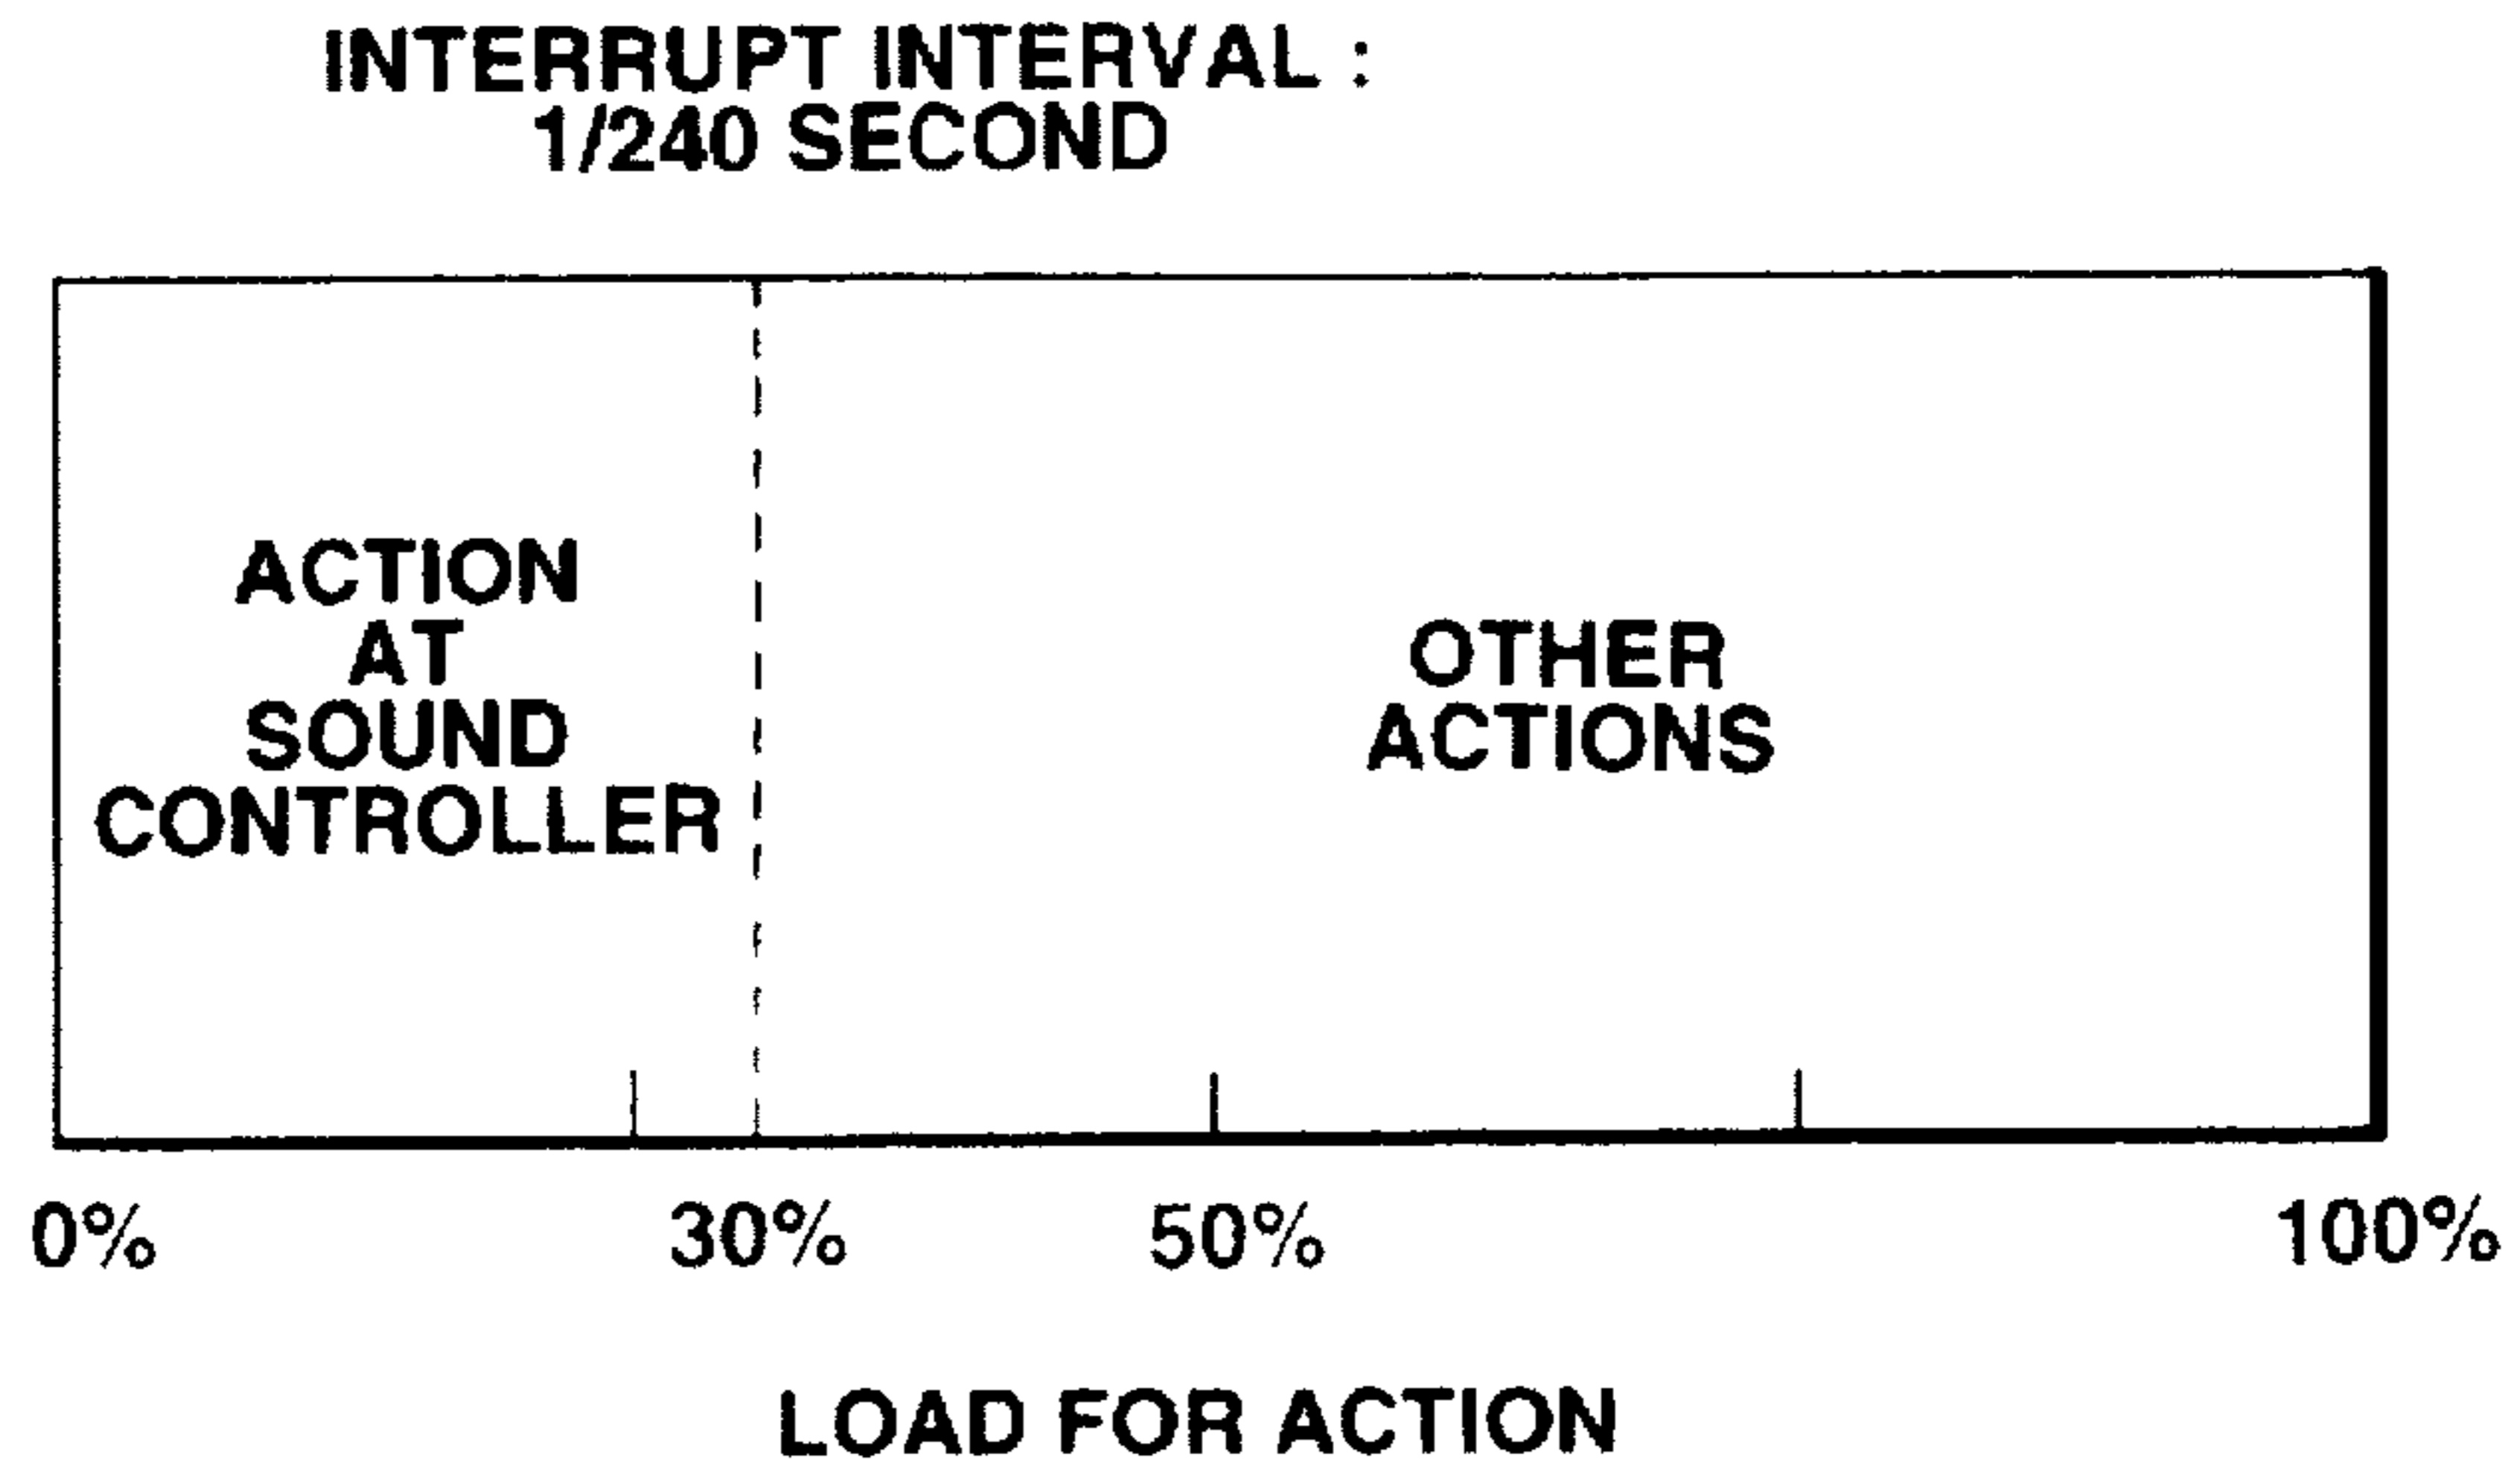 INTERRUPT INTERVAL :
1/240 SECOND
ACTION
AT
SOUND
CONTROLLER
OTHER
ACTIONS
0%
30%
50%
100%
LOAD FOR ACTION